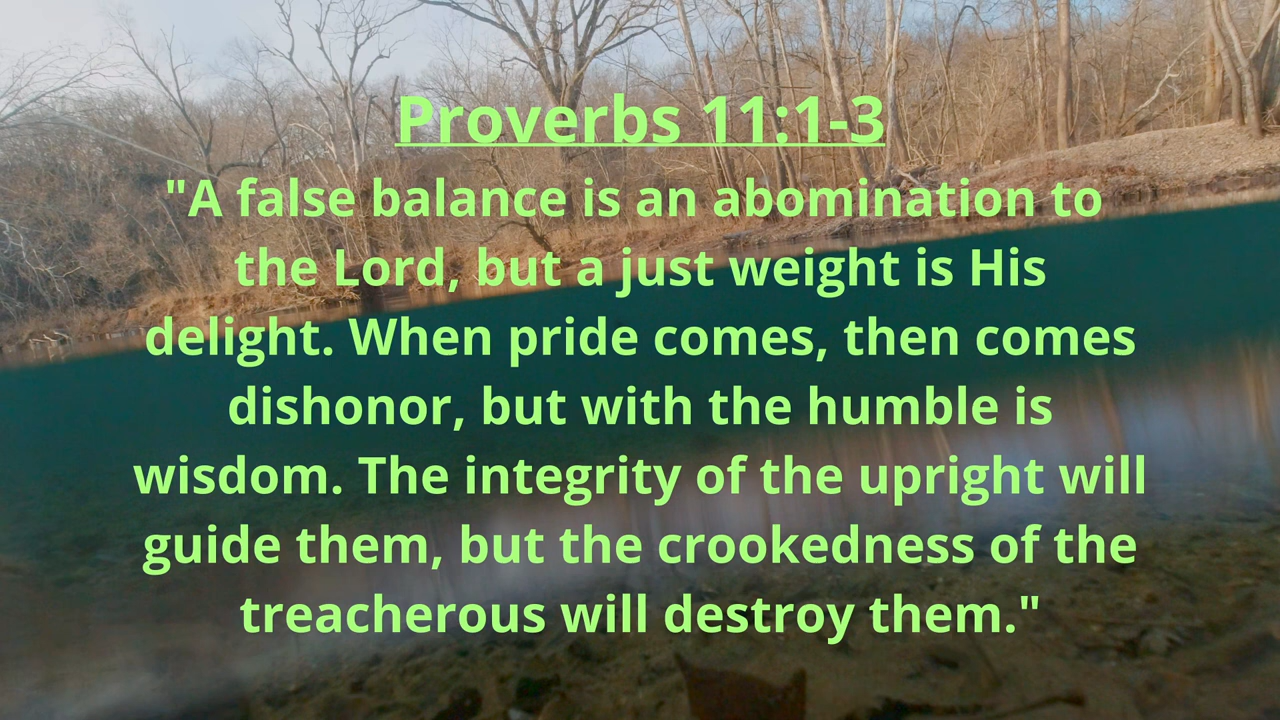 Proverbs 11:1-3
"A false balance is an abomination to
the Lord, but a just weight is His
delight. When pride comes, then comes
dishonor, but with the humble is
wisdom. The integrity of the upright will
guide them, but the crookedness of the
treacherous will destroy them."